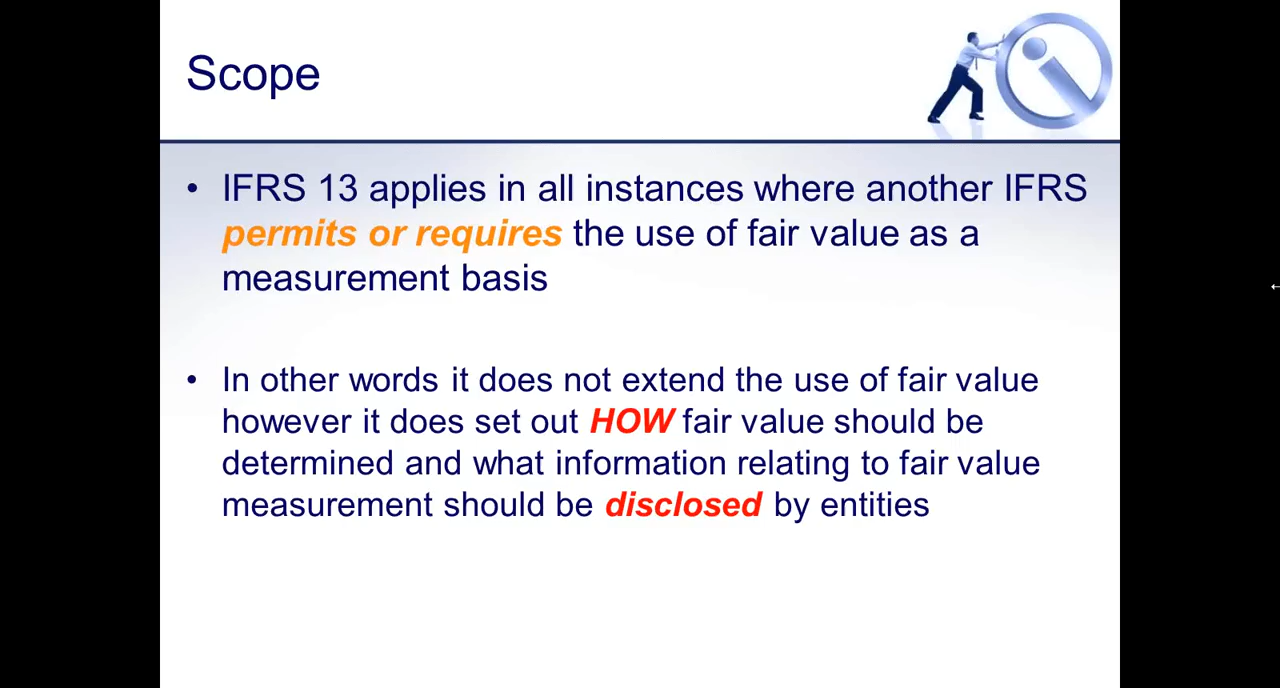 Scope
• IFRS 13 applies in all instances where another IFRS
permits or requires the use of fair value as a
measurement basis
• In other words it does not extend the use of fair value
however it does set out HOW fair value should be
determined and what information relating to fair value
measurement should be disclosed by entities